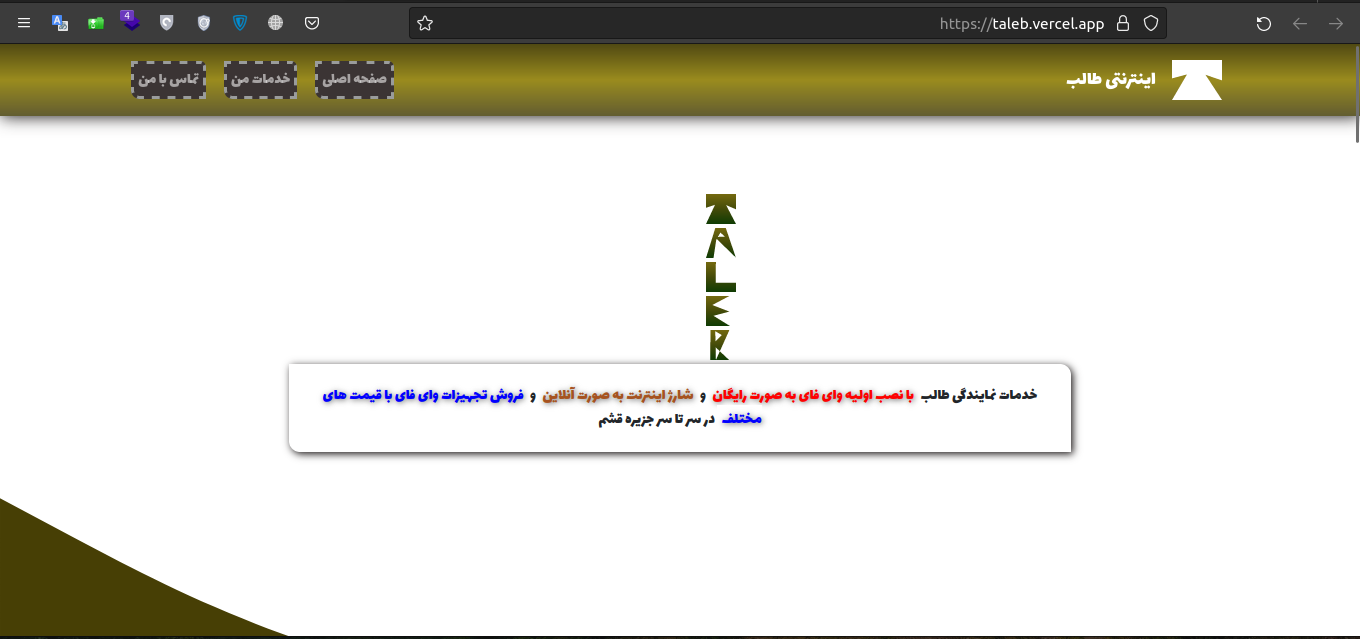 4
https://taleb.vercel.app
اینترنتی طالب
صفحه اصلی
خدمات من
تماس با من
T
A
L
E
B
خدمات نمایندگی طالب با نصب اولیه وای فای به صورت رایگان و شارژ اینترنت به صورت آنلاین و فروش تجهیزات وای فای با قیمت های
مختلف در سر تا سر جزیره قشم